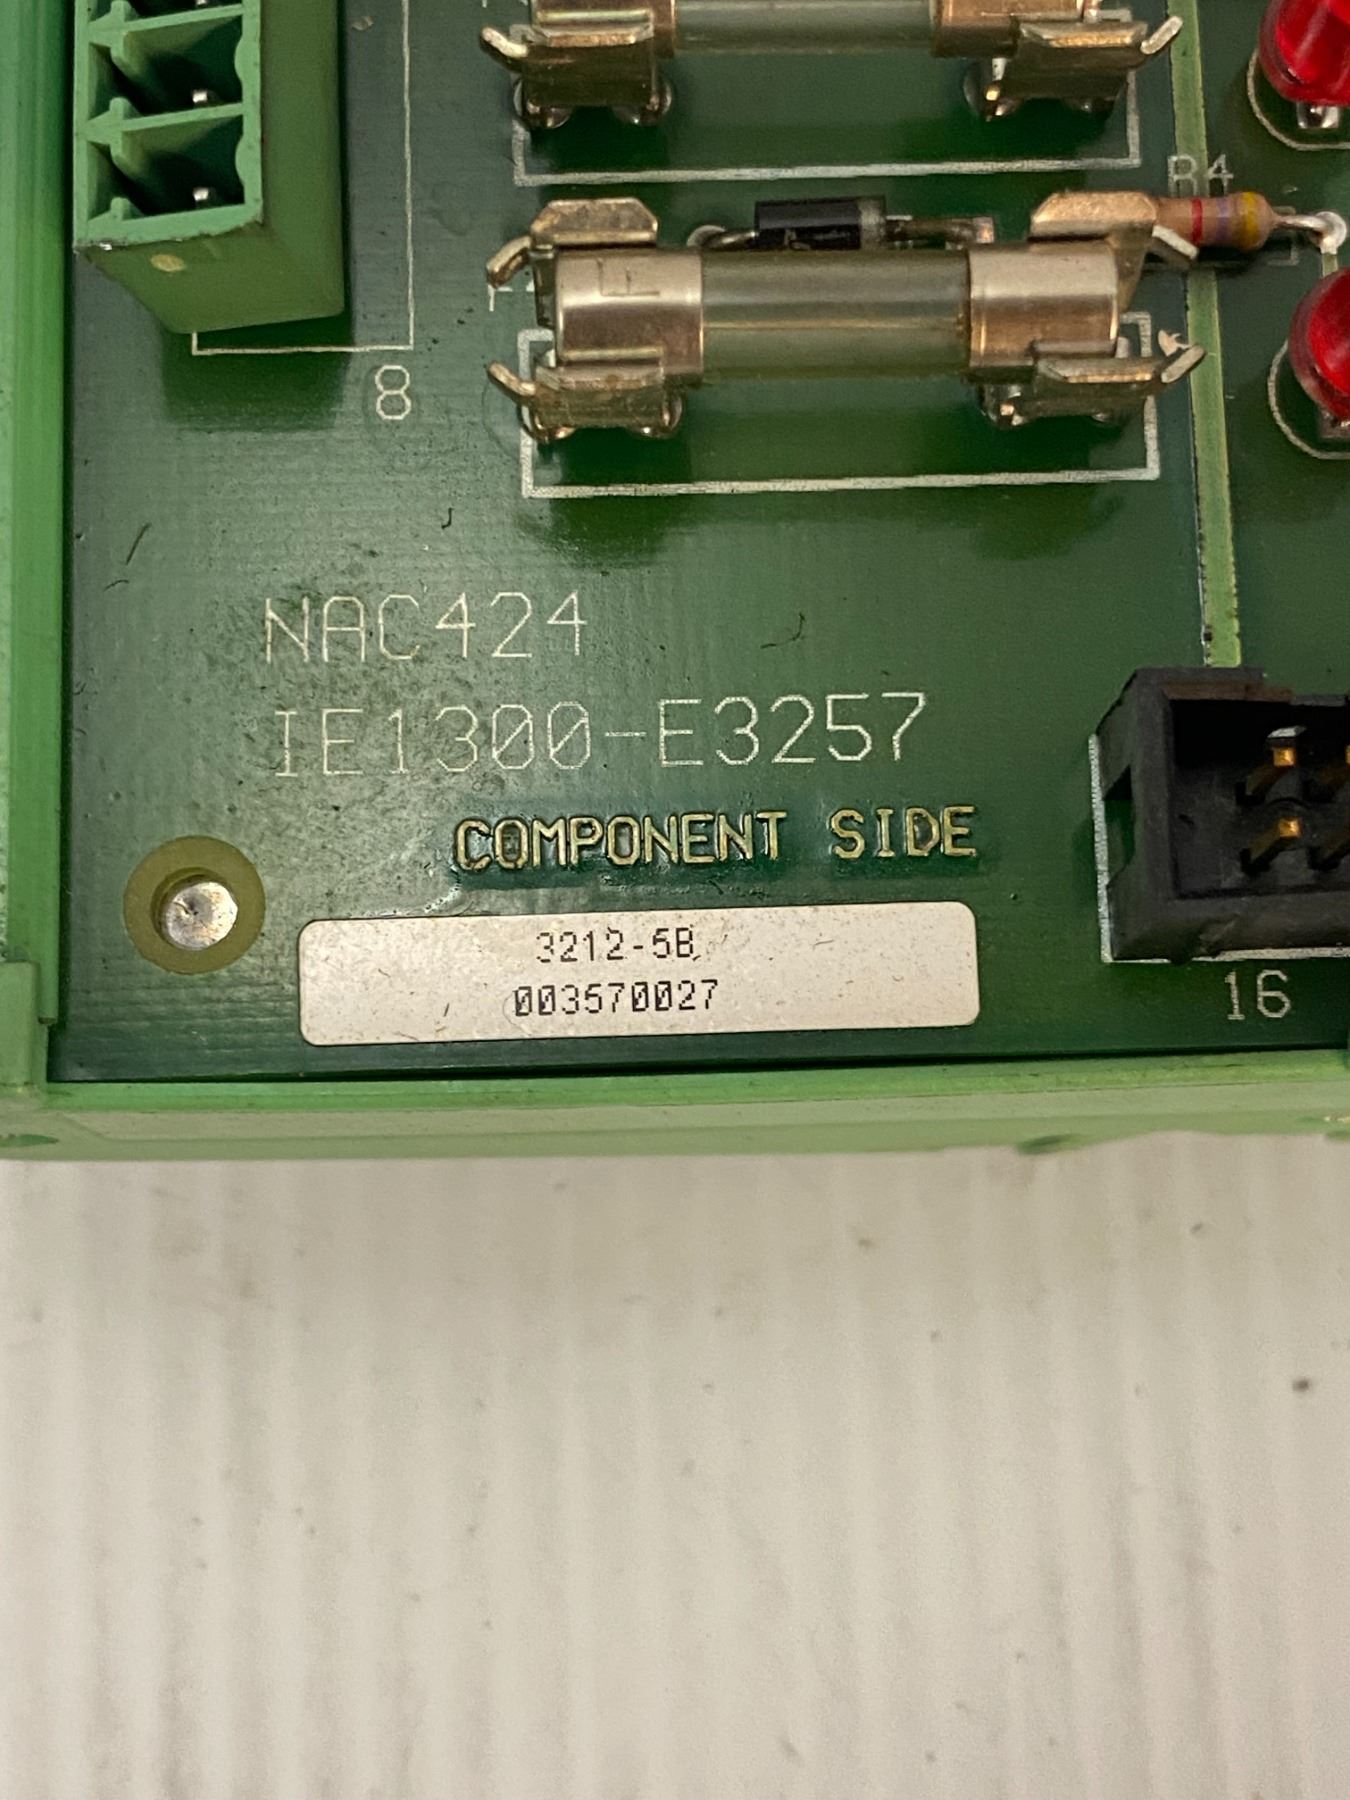 R4
F
8
NAC424
IE1300-E3257
COMPONENT SIDE
3212-5B
003570027
16